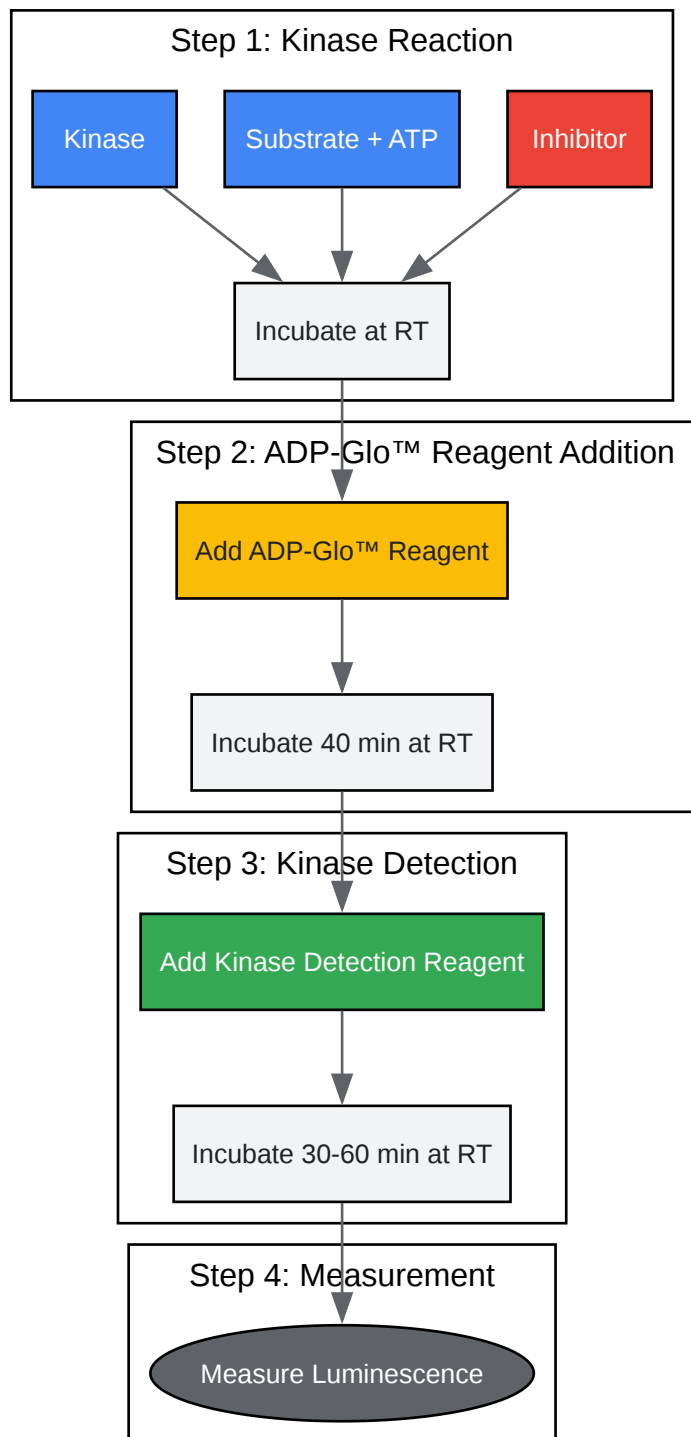 Step 1: Kinase Reaction
Kinase
Substrate + ATP
Inhibitor
Incubate at RT
Step 2: ADP-Glo™ Reagent Addition
Add ADP-Glo™ Reagent
Incubate 40 min at RT
Step 3: Kinase Detection
Add Kinase Detection Reagent
Incubate 30-60 min at RT
Step 4: Measurement
Measure Luminescence